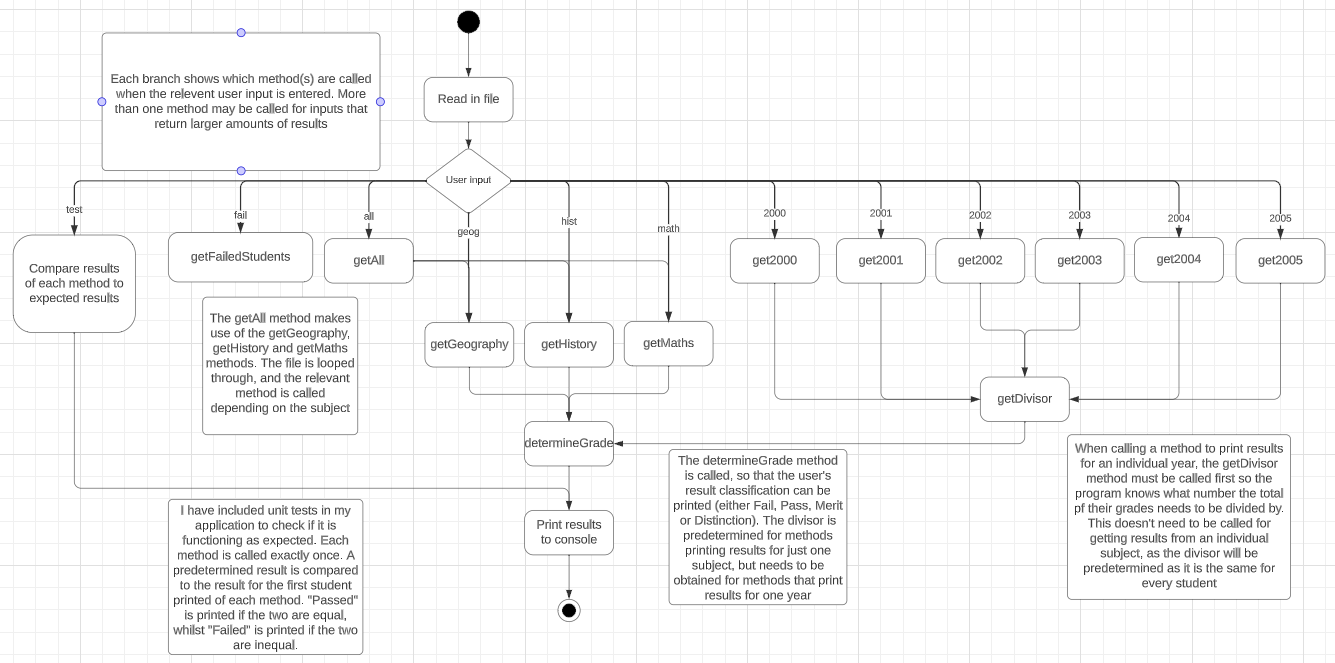 Each branch shows which method(s) are called
when the relevent user input is entered. More
than one method may be called for inputs that
return larger amounts of results
Read in file
User input
test
fail
all
geog
hist
math
2000
2001
2002
2003
2004
2005
Compare results
of each method to
expected results
getFailedStudents
getAll
get2000
get2001
get2002
get2003
get2004
get2005
The getAll method makes
use of the getGeography,
getHistory and getMaths
methods. The file is looped
through, and the relevant
method is called
depending on the subject
getGeography
getHistory
getMaths
getDivisor
determineGrade
The determineGrade method
is called, so that the user's
result classification can be
printed (either Fail, Pass, Merit
or Distinction). The divisor is
predetermined for methods
printing results for just one
subject, but needs to be
obtained for methods that print
results for one year
When calling a method to print results
for an individual year, the getDivisor
method must be called first so the
program knows what number the total
pf their grades needs to be divided by.
This doesn't need to be called for
getting results from an individual
subject, as the divisor will be
predetermined as it is the same for
every student
I have included unit tests in my
application to check if it is
functioning as expected. Each
method is called exactly once. A
predetermined result is compared
to the result for the first student
printed of each method. "Passed"
is printed if the two are equal,
whilst "Failed" is printed if the two
are inequal.
Print results
to console